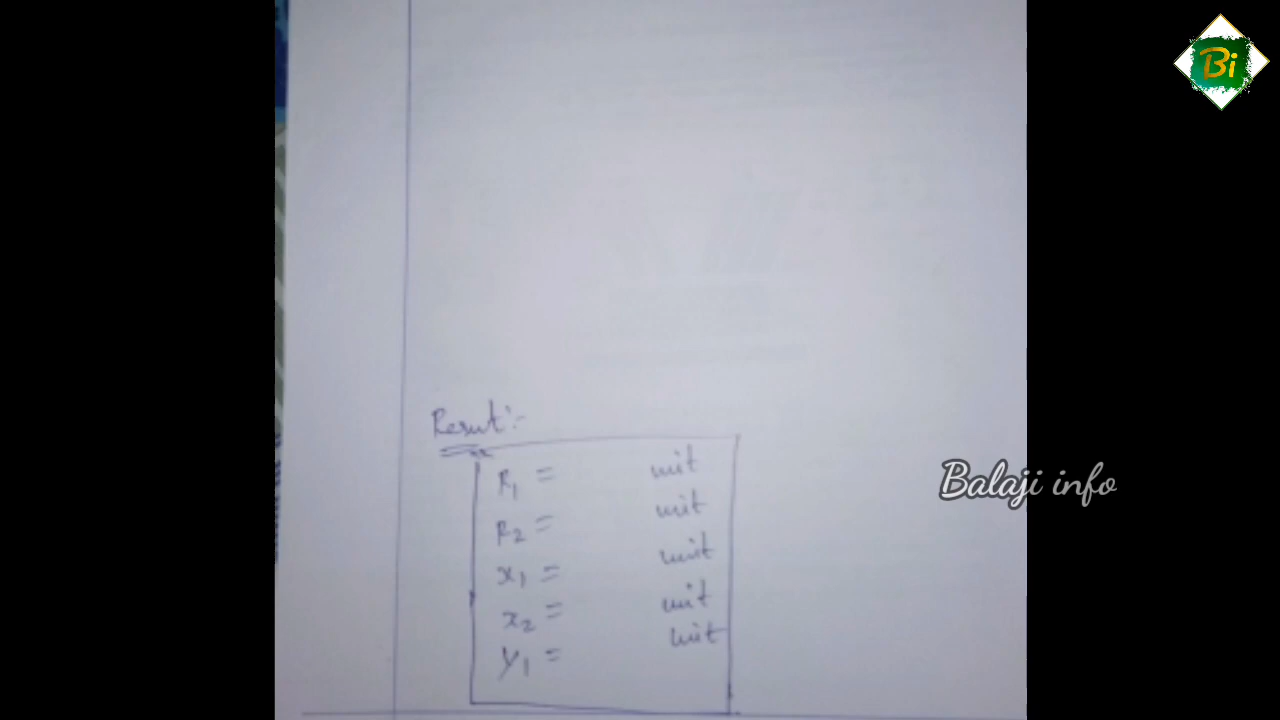 Bi
Result:-
R1 = unit
R2 = unit
x1 = unit
x2 = unit
y1 = unit
Balaji info